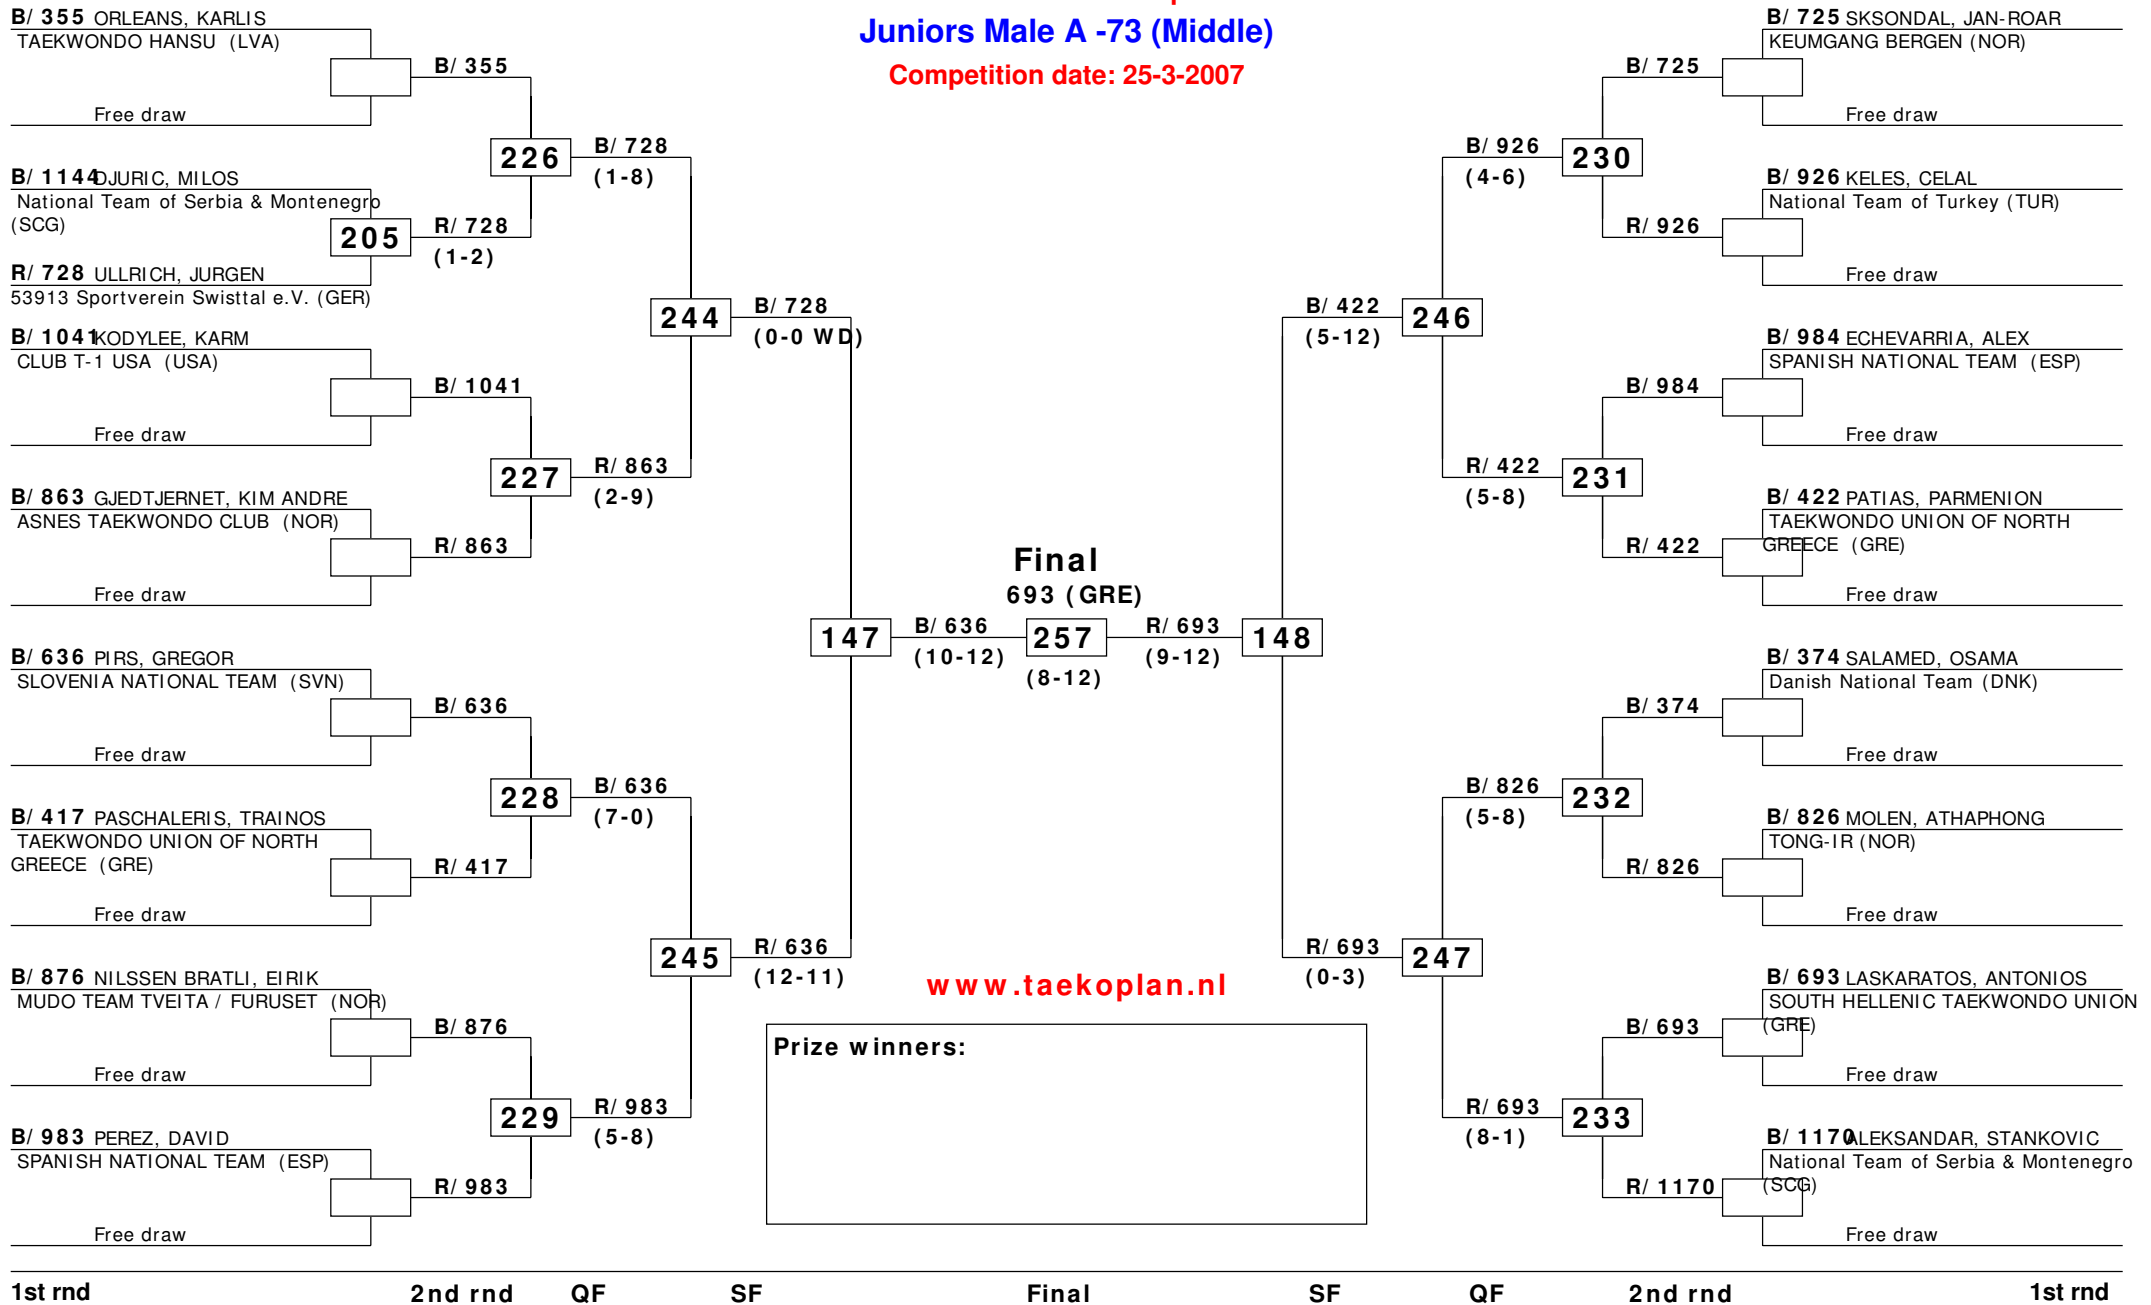 Juniors Male A -73 (Middle)
Competition date: 25-3-2007
B/ 355 ORLEANS, KARLIS
TAEKWONDO HANSU (LVA)
Free draw
B/ 1144 DJURIC, MILOS
National Team of Serbia & Montenegro
(SCG)
R/ 728 ULLRICH, JURGEN
53913 Sportverein Swisttal e.V. (GER)
B/ 1041 KODYLEE, KARM
CLUB T-1 USA (USA)
Free draw
B/ 863 GJEDTJERNET, KIM ANDRE
ASNES TAEKWONDO CLUB (NOR)
Free draw
B/ 636 PIRS, GREGOR
SLOVENIA NATIONAL TEAM (SVN)
Free draw
B/ 417 PASCHALERIS, TRAINOS
TAEKWONDO UNION OF NORTH
GREECE (GRE)
Free draw
B/ 876 NILSSEN BRATLI, EIRIK
MUDO TEAM TVEITA / FURUSET (NOR)
Free draw
B/ 983 PEREZ, DAVID
SPANISH NATIONAL TEAM (ESP)
Free draw
B/ 355
205
R/ 728
(1-2)
B/ 1041
R/ 863
B/ 636
R/ 417
B/ 876
R/ 983
226
B/ 728
(1-8)
227
R/ 863
(2-9)
228
B/ 636
(7-0)
229
R/ 983
(5-8)
244
B/ 728
(0-0 WD)
245
R/ 636
(12-11)
147
B/ 636
(10-12)
Final
693 (GRE)
257
(8-12)
R/ 693
(9-12)
148
www.taekoplan.nl
Prize winners:
B/ 422
(5-12)
246
R/ 693
(0-3)
247
B/ 926
(4-6)
230
R/ 422
(5-8)
231
B/ 826
(5-8)
232
R/ 693
(8-1)
233
B/ 725
R/ 926
B/ 984
R/ 422
B/ 374
R/ 826
B/ 693
R/ 1170
B/ 725 SKSONDAL, JAN-ROAR
KEUMGANG BERGEN (NOR)
Free draw
B/ 926 KELES, CELAL
National Team of Turkey (TUR)
Free draw
B/ 984 ECHEVARRIA, ALEX
SPANISH NATIONAL TEAM (ESP)
Free draw
B/ 422 PATIAS, PARMENION
TAEKWONDO UNION OF NORTH
GREECE (GRE)
Free draw
B/ 374 SALAMED, OSAMA
Danish National Team (DNK)
Free draw
B/ 826 MOLEN, ATHAPHONG
TONG-IR (NOR)
Free draw
B/ 693 LASKARATOS, ANTONIOS
SOUTH HELLENIC TAEKWONDO UNION
(GRE)
Free draw
B/ 1170 ALEKSANDAR, STANKOVIC
National Team of Serbia & Montenegro
(SCG)
Free draw
1st rnd 2nd rnd QF SF Final SF QF 2nd rnd 1st rnd